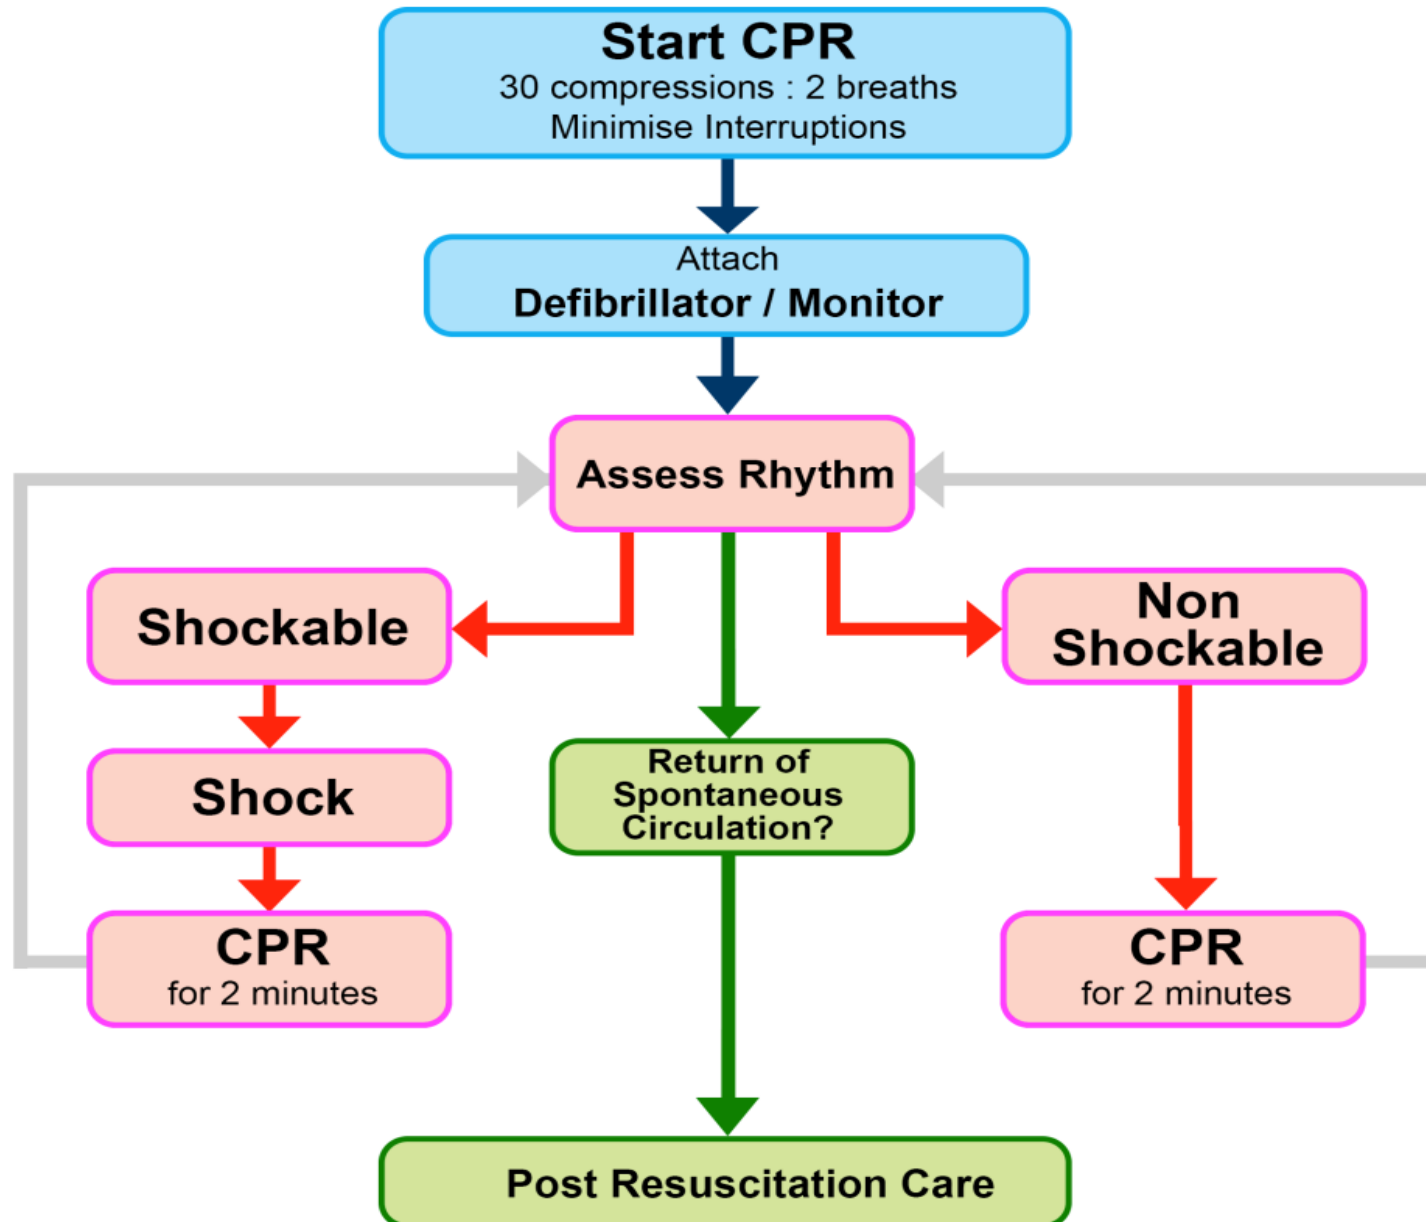 Start CPR
30 compressions : 2 breaths
Minimise Interruptions
Attach
Defibrillator / Monitor
Assess Rhythm
Shockable
Non
Shockable
Shock
Return of
Spontaneous
Circulation?
CPR
for 2 minutes
CPR
for 2 minutes
Post Resuscitation Care